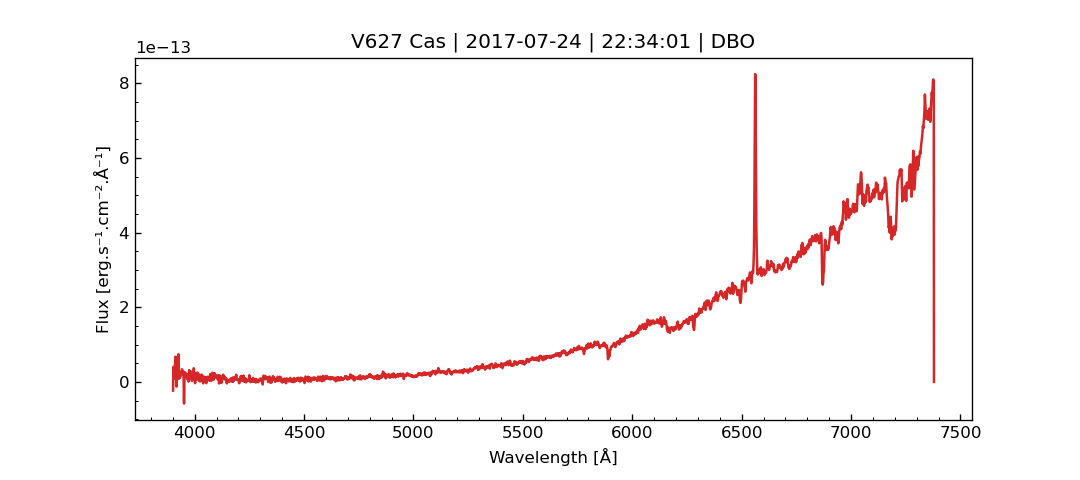 V627 Cas | 2017-07-24 | 22:34:01 | DBO
1e−13
8
6
4
2
0
Flux [erg.s⁻¹.cm⁻².Å⁻¹]
4000 4500 5000 5500 6000 6500 7000 7500
Wavelength [Å]